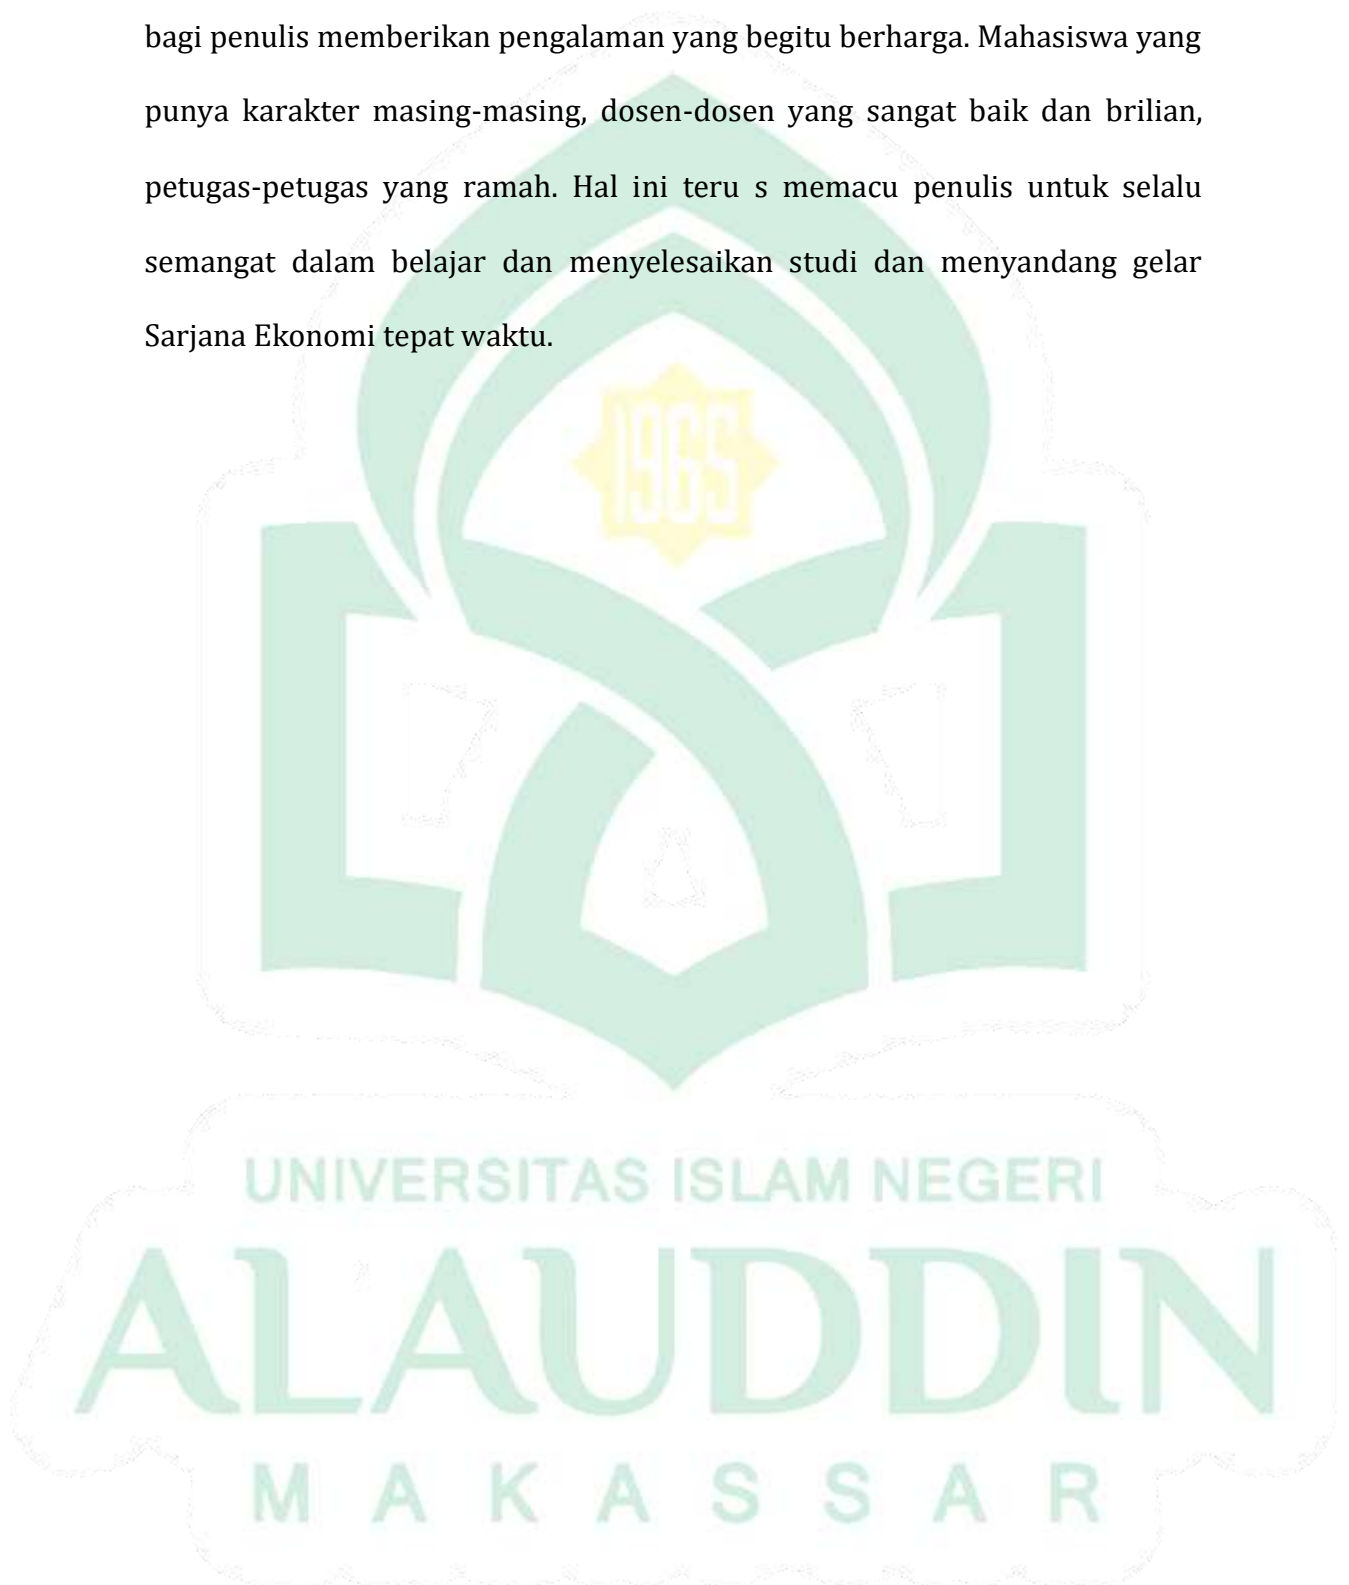 bagi penulis memberikan pengalaman yang begitu berharga. Mahasiswa yang
punya karakter masing-masing, dosen-dosen yang sangat baik dan brilian,
petugas-petugas yang ramah. Hal ini teru s memacu penulis untuk selalu
semangat dalam belajar dan menyelesaikan studi dan menyandang gelar
Sarjana Ekonomi tepat waktu.
1965
UNIVERSITAS ISLAM NEGERI
ALAUDDIN
MAKASSAR